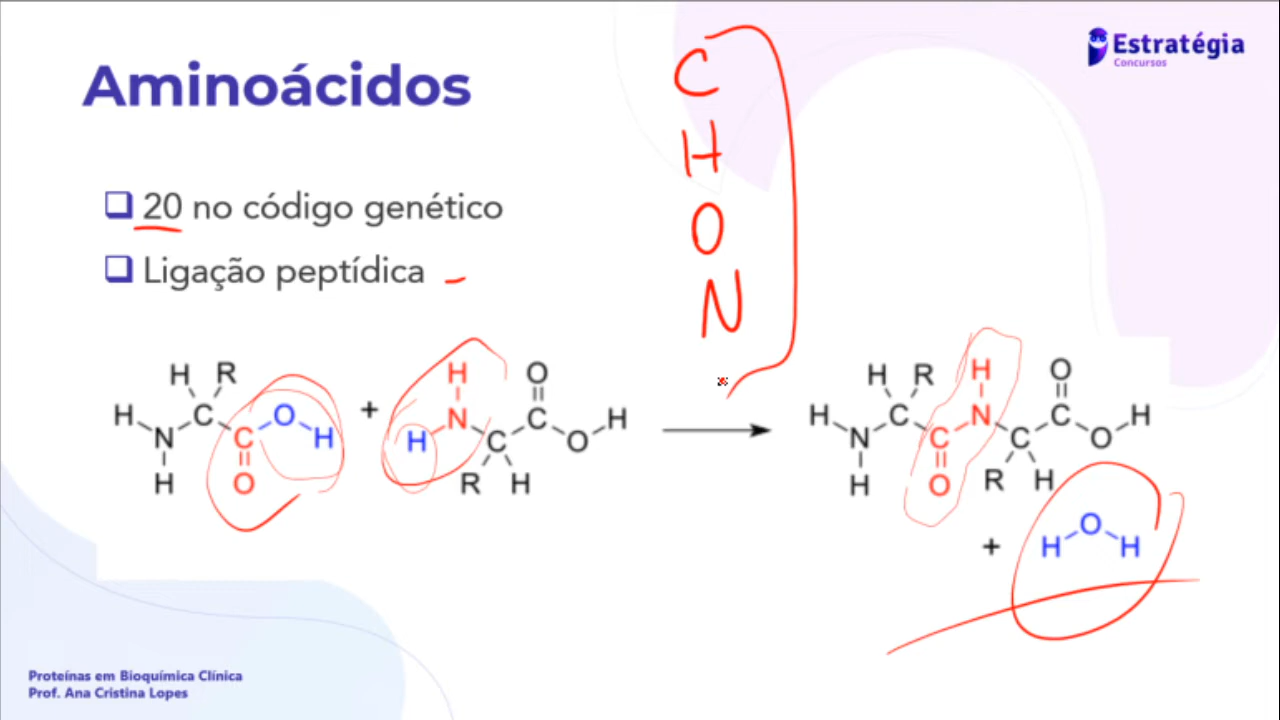 Aminoácidos
Estratégia
Concursos
C
H
O
N
20 no código genético
Ligação peptídica
H R
H N C C O H
H O
+
H O
H N C C O H
R H
H R H O
H N C C N C C O H
H O R H
+
H O H
Proteínas em Bioquímica Clínica
Prof. Ana Cristina Lopes